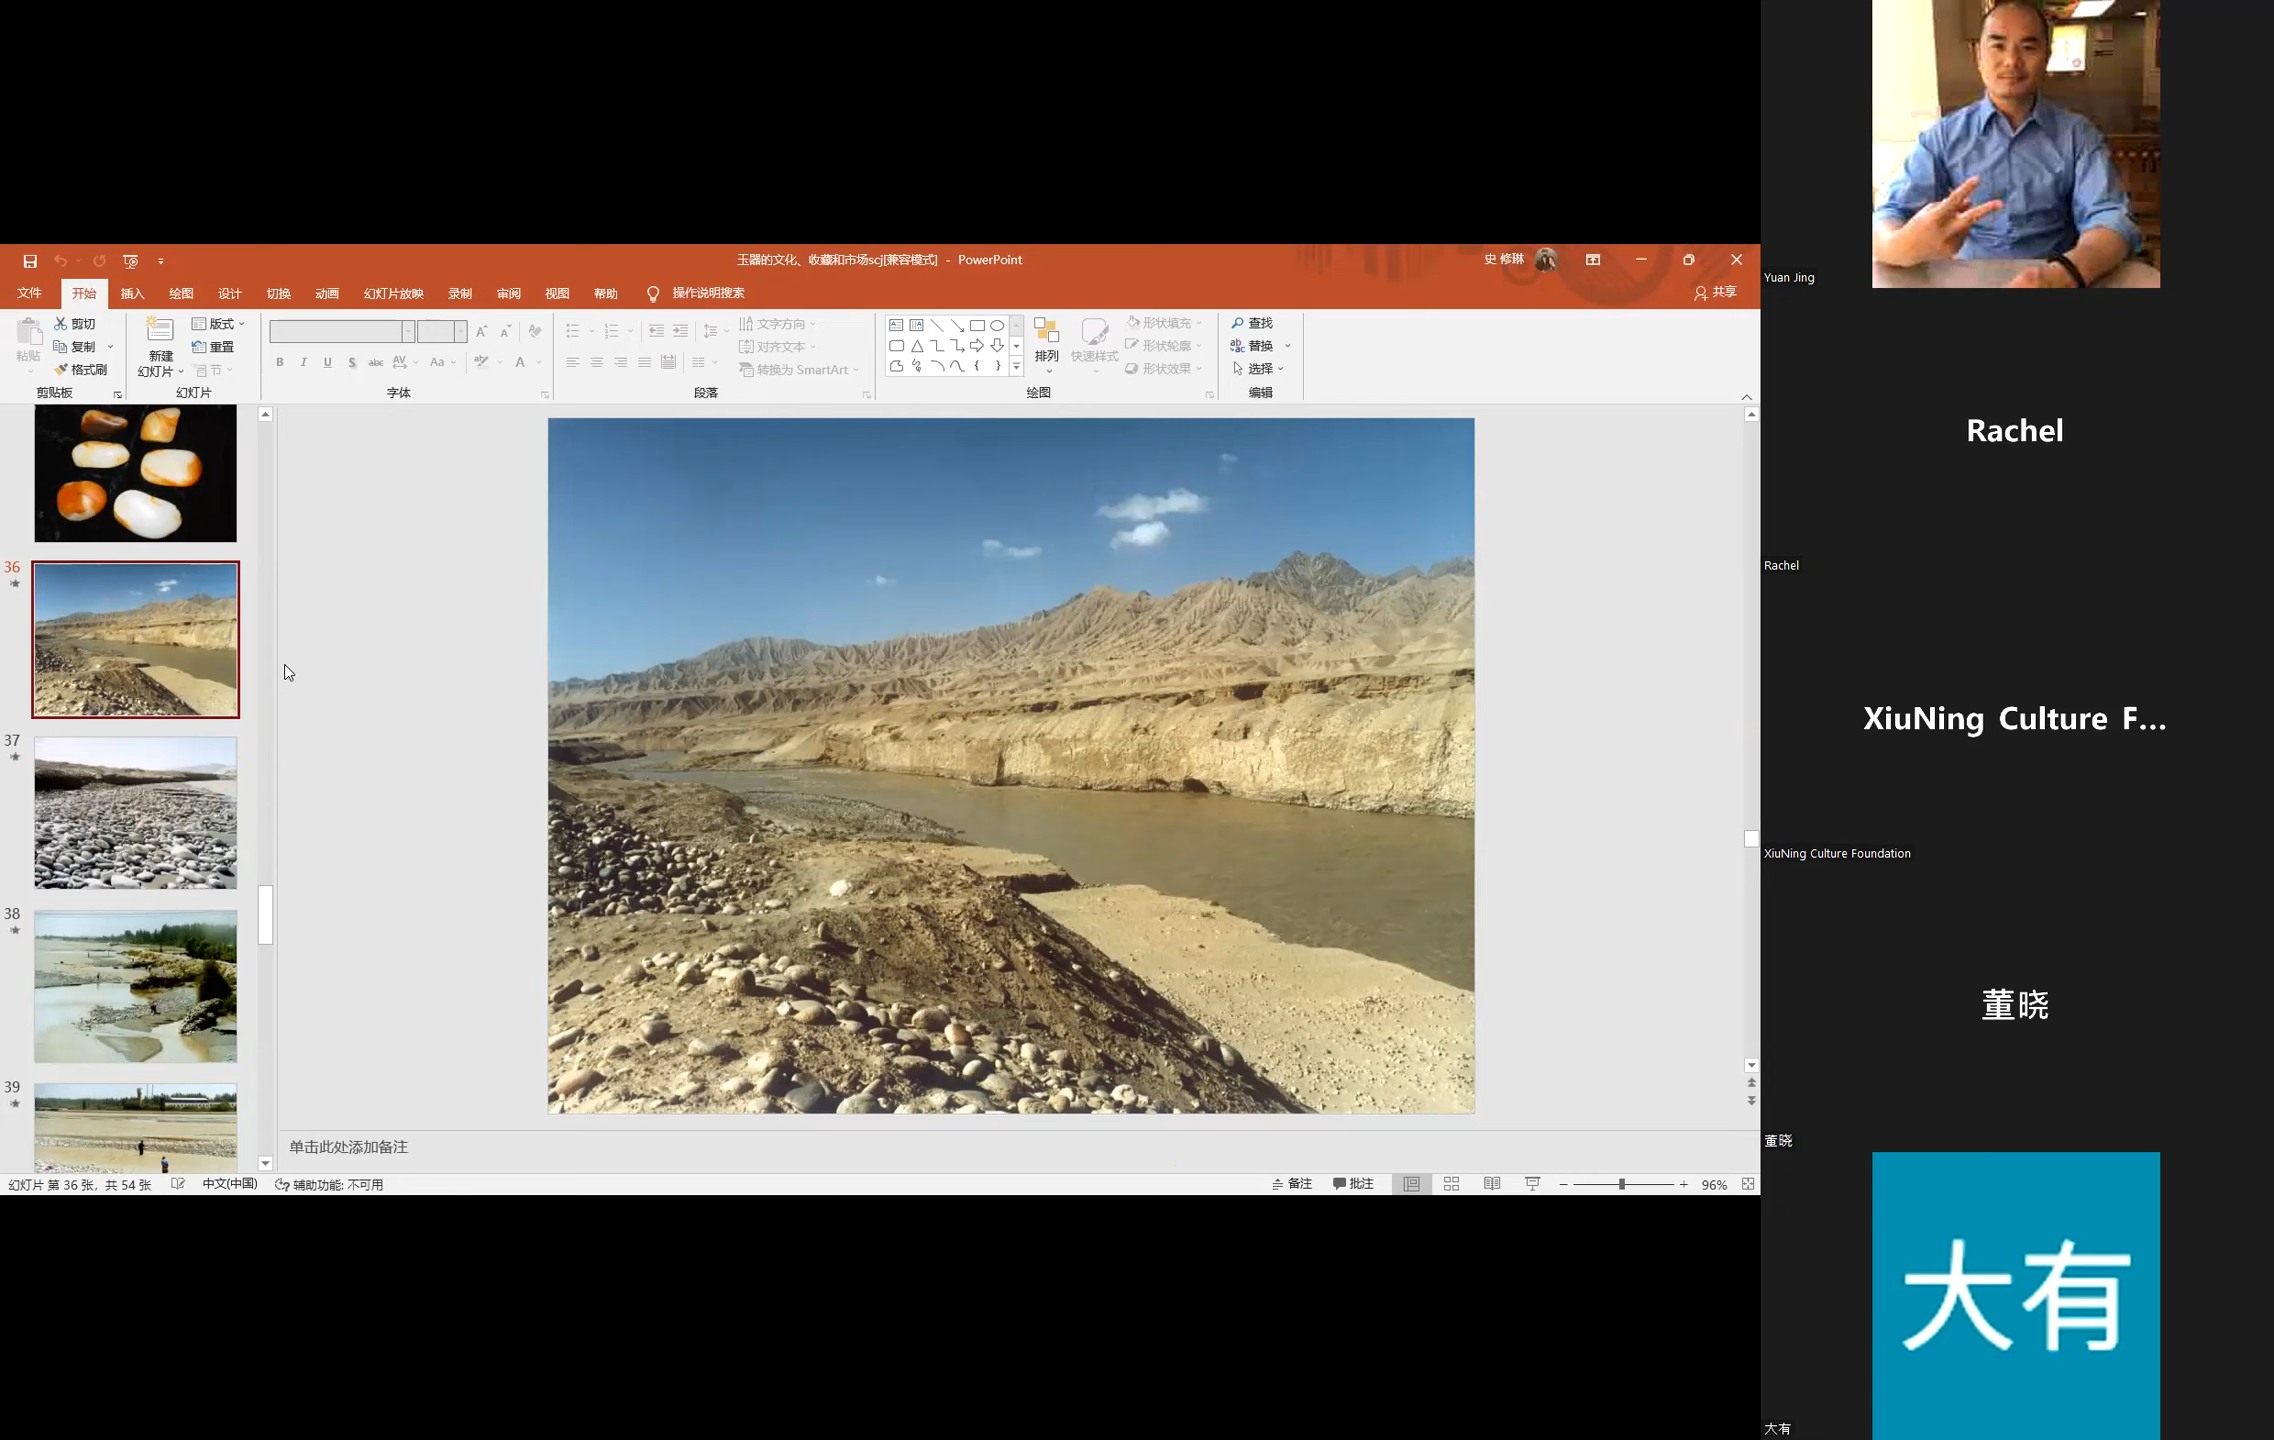 玉器的文化、收藏和市场scj[兼容模式] - PowerPoint
史 修琳
文件 开始 插入 绘图 设计 切换 动画 幻灯片放映 录制 审阅 视图 帮助 操作说明搜索 共享
粘贴 剪切 复制 格式刷
剪贴板
新建 幻灯片 版式 重置 节
幻灯片
B I U S abc AV Aa A
字体
文字方向 对齐文本 转换为 SmartArt
段落
排列 快速样式 形状填充 形状轮廓 形状效果
绘图
查找 替换 选择
编辑
36
37
38
39
单击此处添加备注
幻灯片 第 36 张，共 54 张 中文(中国) 辅助功能: 不可用 备注 批注 96%
Yuan Jing
Rachel
Rachel
XiuNing Culture F...
XiuNing Culture Foundation
董晓
董晓
大有
大有